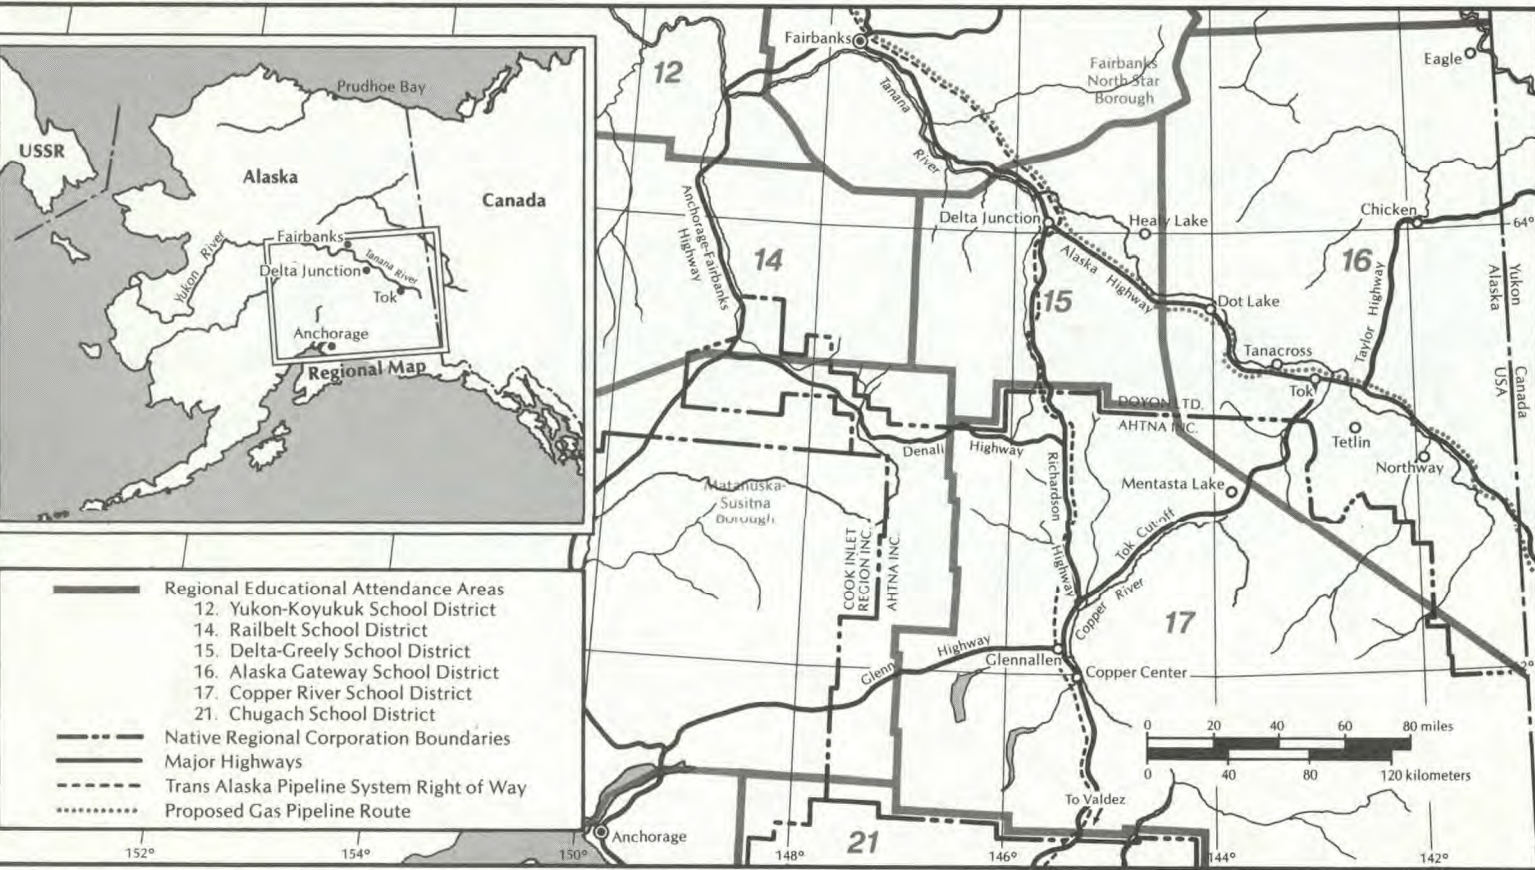 Prudhoe Bay
USSR
Alaska
Canada
Yukon River
Fairbanks
Delta Junction
Tanana River
Tok
Anchorage
Regional Map
Regional Educational Attendance Areas
12. Yukon-Koyukuk School District
14. Railbelt School District
15. Delta-Greely School District
16. Alaska Gateway School District
17. Copper River School District
21. Chugach School District
Native Regional Corporation Boundaries
Major Highways
Trans Alaska Pipeline System Right of Way
Proposed Gas Pipeline Route
12
Fairbanks
Fairbanks
North Star
Borough
Eagle
Tanana
River
Anchorage-Fairbanks
Highway
14
Delta Junction
Healy Lake
Chicken
64°
Alaska Highway
15
16
Dot Lake
Taylor Highway
Yukon
Alaska
Canada
USA
Tanacross
Tok
DOYON LTD.
AHTNA INC.
Tetlin
Northway
Denali Highway
Richardson
Highway
Mentasta Lake
Tok Cut-off
Matanuska-
Susitna
Borough
COOK INLET
REGION INC.
AHTNA INC.
Copper River
17
Glenn Highway
Glennallen
Copper Center
0 20 40 60 80 miles
0 40 80 120 kilometers
To Valdez
Anchorage
21
152° 154° 150° 148° 146° 144° 142°